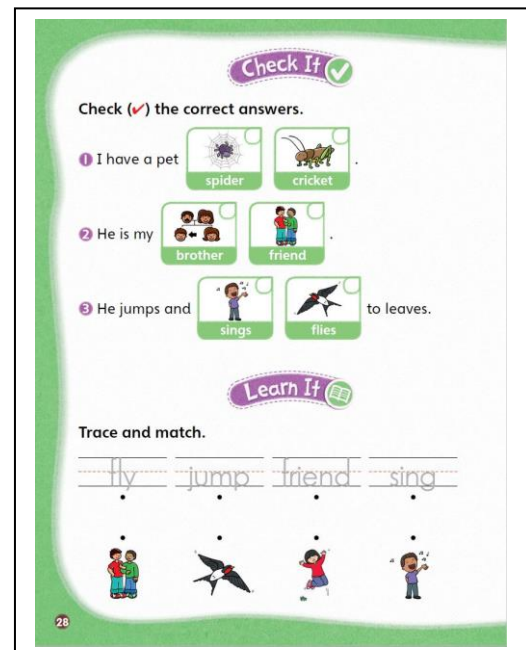 Check It
Check (✔) the correct answers.
1 I have a pet spider cricket .
2 He is my brother friend .
3 He jumps and sings flies to leaves.
Learn It
Trace and match.
fly jump friend sing
28